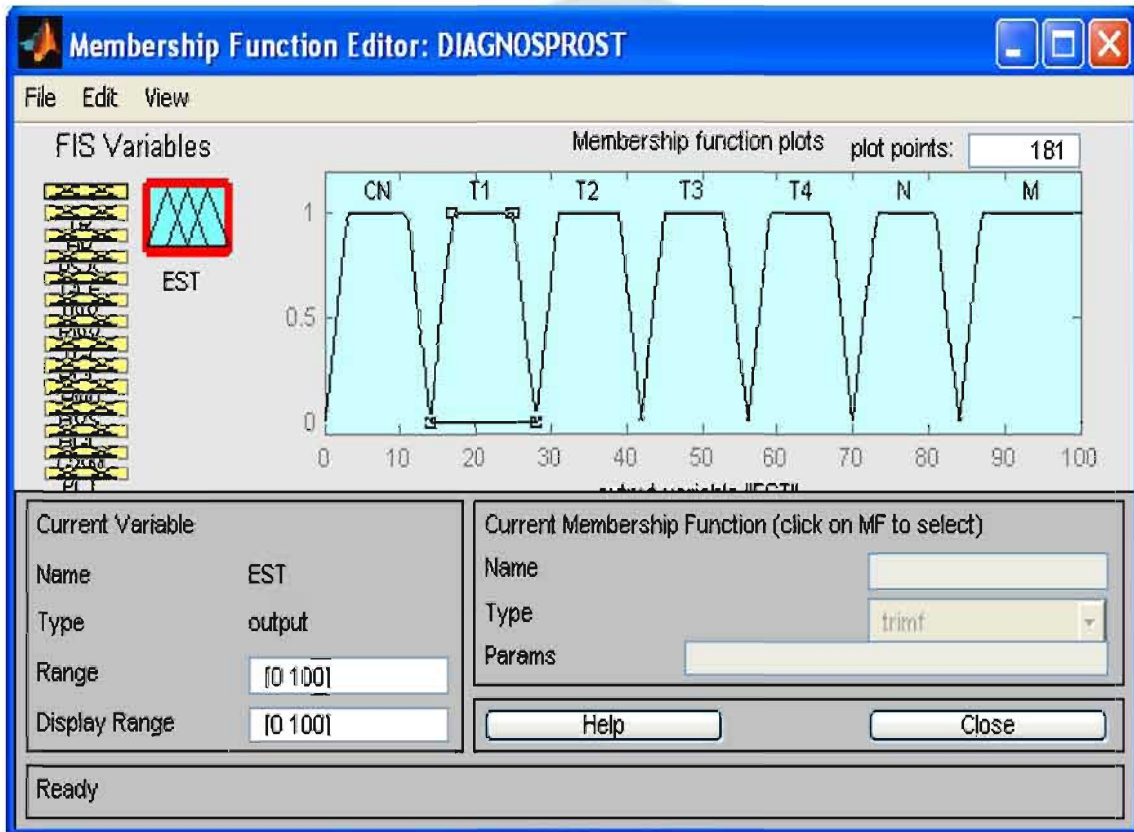 Membership Function Editor: DIAGNOSPROST
File Edit View
FIS Variables
Membership function plots
plot points:
181
EST
CN T1 T2 T3 T4 N M
1
0.5
0
0 10 20 30 40 50 60 70 80 90 100
output variable "EST"
Current Variable
Name EST
Type output
Range [0 100]
Display Range [0 100]
Current Membership Function (click on MF to select)
Name
Type trimf
Params
Help
Close
Ready